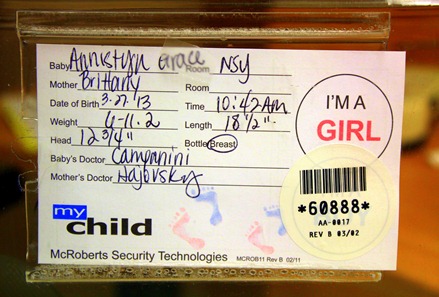 Baby Annistyn Grace Room NSY
Mother Brittany Room
Date of Birth 3.27.'13 Time 10:42 Am
Weight 6-11.2 Length 18 1/2"
Head 12 3/4" Bottle Breast
Baby's Doctor Campanini
Mother's Doctor Hajovsky
I'M A
GIRL
my
child
McRoberts Security Technologies MCROB11 Rev B 02/11
*60888*
AA-0017
REV B 03/02